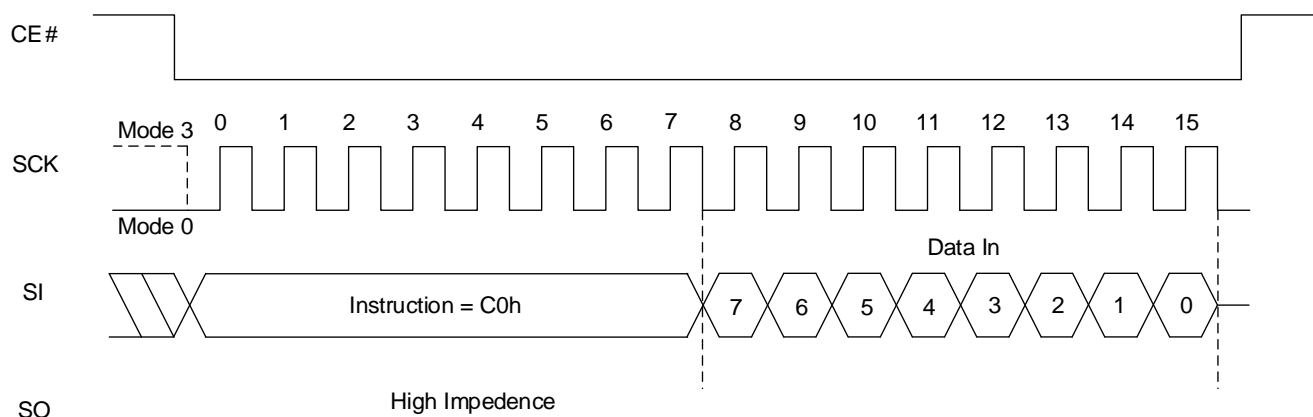 CE#
Mode 3 0 1 2 3 4 5 6 7 8 9 10 11 12 13 14 15
SCK
Mode 0
Data In
SI Instruction = C0h 7 6 5 4 3 2 1 0
High Impedence
SO